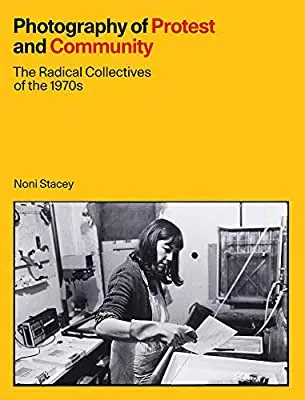 Photography of Protest
and Community
The Radical Collectives
of the 1970s
Noni Stacey